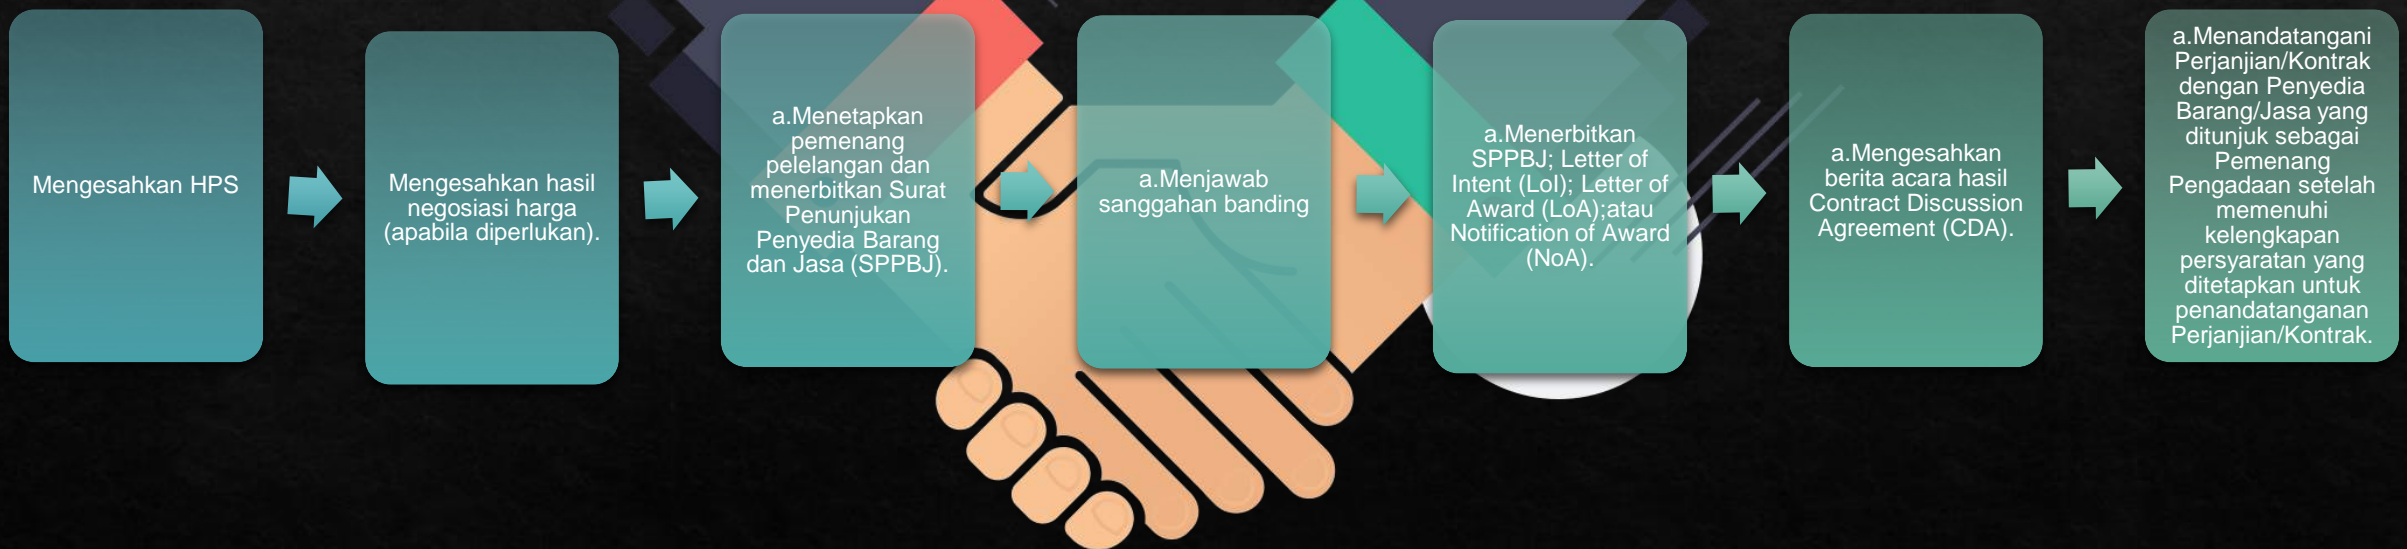 Mengesahkan HPS
Mengesahkan hasil
negosiasi harga
(apabila diperlukan).
a.Menetapkan
pemenang
pelelangan dan
menerbitkan Surat
Penunjukan
Penyedia Barang
dan Jasa (SPPBJ).
a.Menjawab
sanggahan banding
a.Menerbitkan
SPPBJ; Letter of
Intent (LoI); Letter of
Award (LoA);atau
Notification of Award
(NoA).
a.Mengesahkan
berita acara hasil
Contract Discussion
Agreement (CDA).
a.Menandatangani
Perjanjian/Kontrak
dengan Penyedia
Barang/Jasa yang
ditunjuk sebagai
Pemenang
Pengadaan setelah
memenuhi
kelengkapan
persyaratan yang
ditetapkan untuk
penandatanganan
Perjanjian/Kontrak.